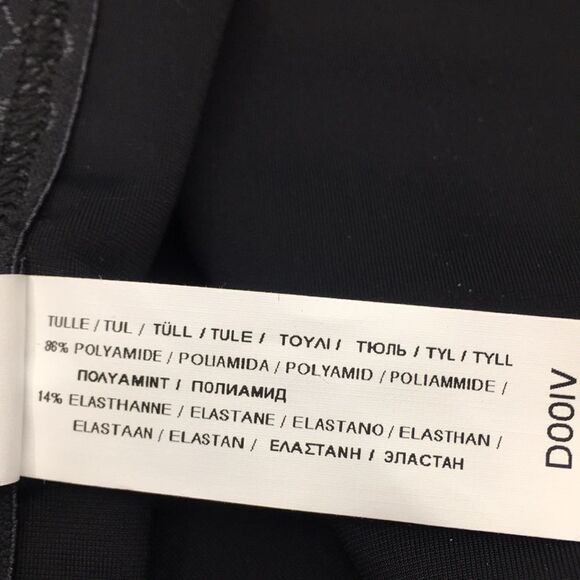 TULLE / TUL / TÜLL / TULE / ΤΟΥΛΙ / ТЮЛЬ / TYL / TYLL
86% POLYAMIDE / POLIAMIDA / POLYAMID / POLIAMMIDE /
ΠΟΛΥΑΜΙΝΤ / ПОЛИАМИД
14% ELASTHANNE / ELASTANE / ELASTANO / ELASTHAN /
ELASTAAN / ELASTAN / ΕΛΑΣΤΑΝΗ / ЭЛАСТАН
D00IV